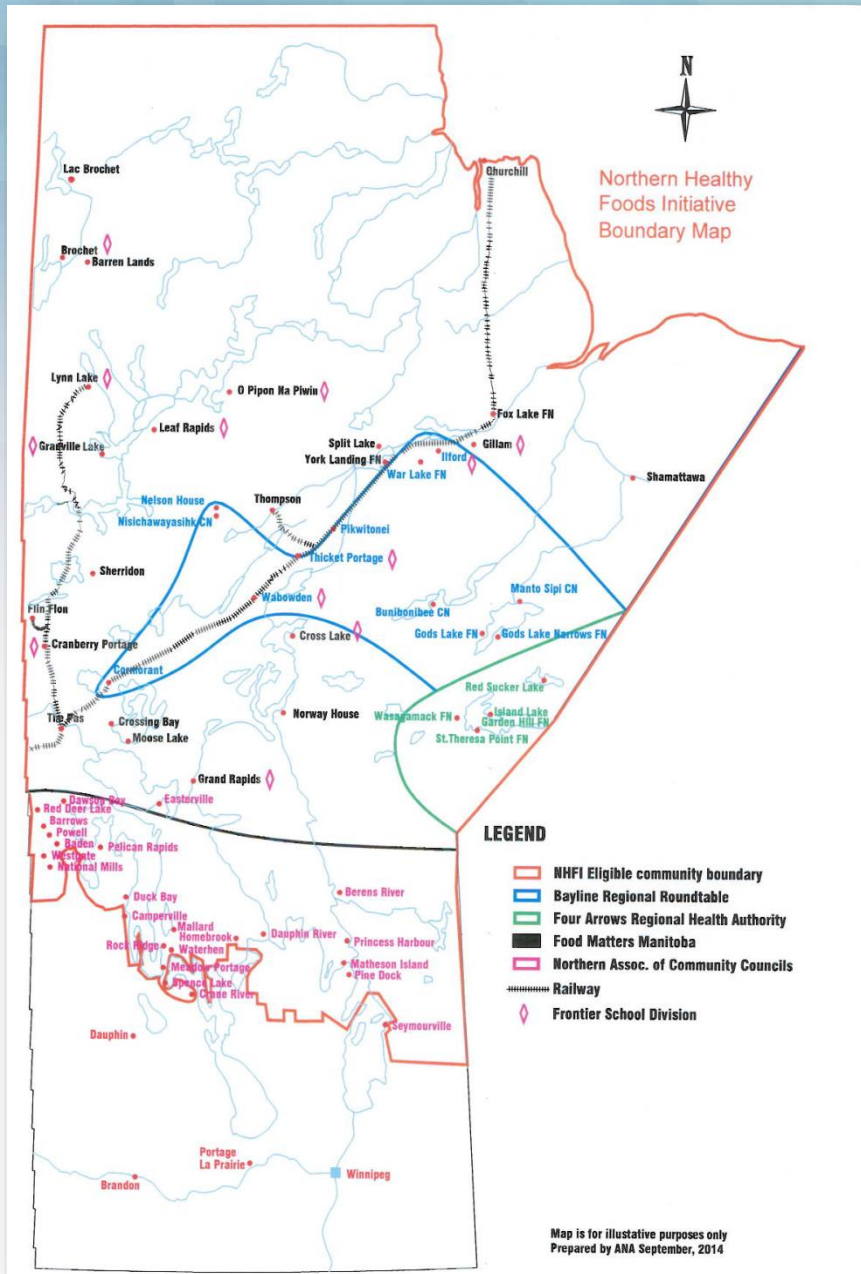 N
Northern Healthy
Foods Initiative
Boundary Map
Churchill
Lac Brochet
Brochet
Barren Lands
Lynn Lake
O Pipon Na Piwin
Leaf Rapids
Granville Lake
Fox Lake FN
Split Lake
Gillam
York Landing FN
Ilford
War Lake FN
Shamattawa
Nelson House
Thompson
Nisichawayasihk CN
Pikwitonei
Thicket Portage
Sherridon
Wabowden
Manto Sipi CN
Bunibonibee CN
Flin Flon
Cross Lake
Gods Lake FN
Gods Lake Narrows FN
Cranberry Portage
Cormorant
Red Sucker Lake
Norway House
Wasagamack FN
Island Lake
Garden Hill FN
Crossing Bay
Moose Lake
St.Theresa Point FN
Grand Rapids
Dawson Bay
Easterville
Red Deer Lake
Barrows
Powell
Baden
Pelican Rapids
Westgate
National Mills
Duck Bay
Berens River
Camperville
Mallard
Homebrook
Dauphin River
Rock Ridge
Waterhen
Princess Harbour
Meadow Portage
Matheson Island
Pine Dock
Spence Lake
Crane River
Seymourville
Dauphin
Portage
La Prairie
Winnipeg
Brandon
LEGEND
NHFI Eligible community boundary
Bayline Regional Roundtable
Four Arrows Regional Health Authority
Food Matters Manitoba
Northern Assoc. of Community Councils
Railway
Frontier School Division
Map is for illustative purposes only
Prepared by ANA September, 2014